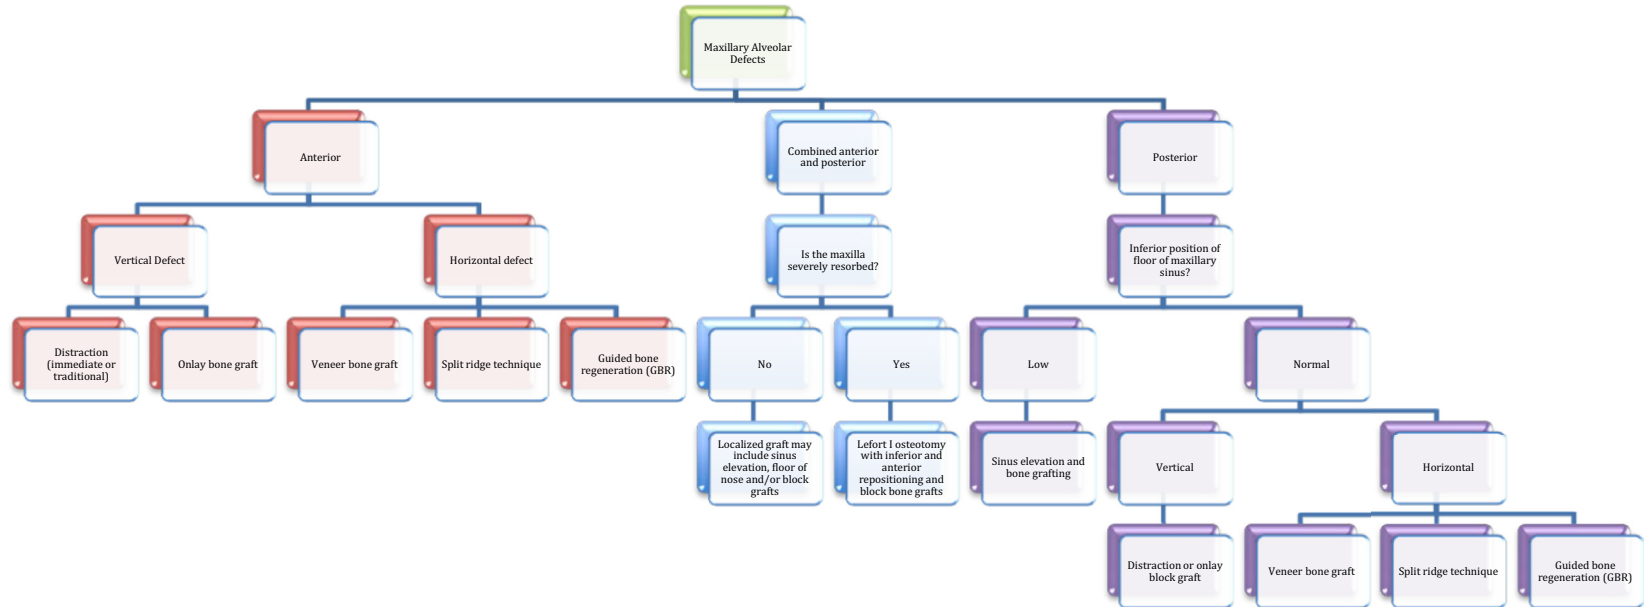 Maxillary Alveolar
Defects
Anterior
Combined anterior
and posterior
Posterior
Vertical Defect
Horizontal defect
Is the maxilla
severely resorbed?
Inferior position of
floor of maxillary
sinus?
Distraction
(immediate or
traditional)
Onlay bone graft
Veneer bone graft
Split ridge technique
Guided bone
regeneration (GBR)
No
Yes
Low
Normal
Localized graft may
include sinus
elevation, floor of
nose and/or block
grafts
Lefort I osteotomy
with inferior and
anterior
repositioning and
block bone grafts
Sinus elevation and
bone grafting
Vertical
Horizontal
Distraction or onlay
block graft
Veneer bone graft
Split ridge technique
Guided bone
regeneration (GBR)